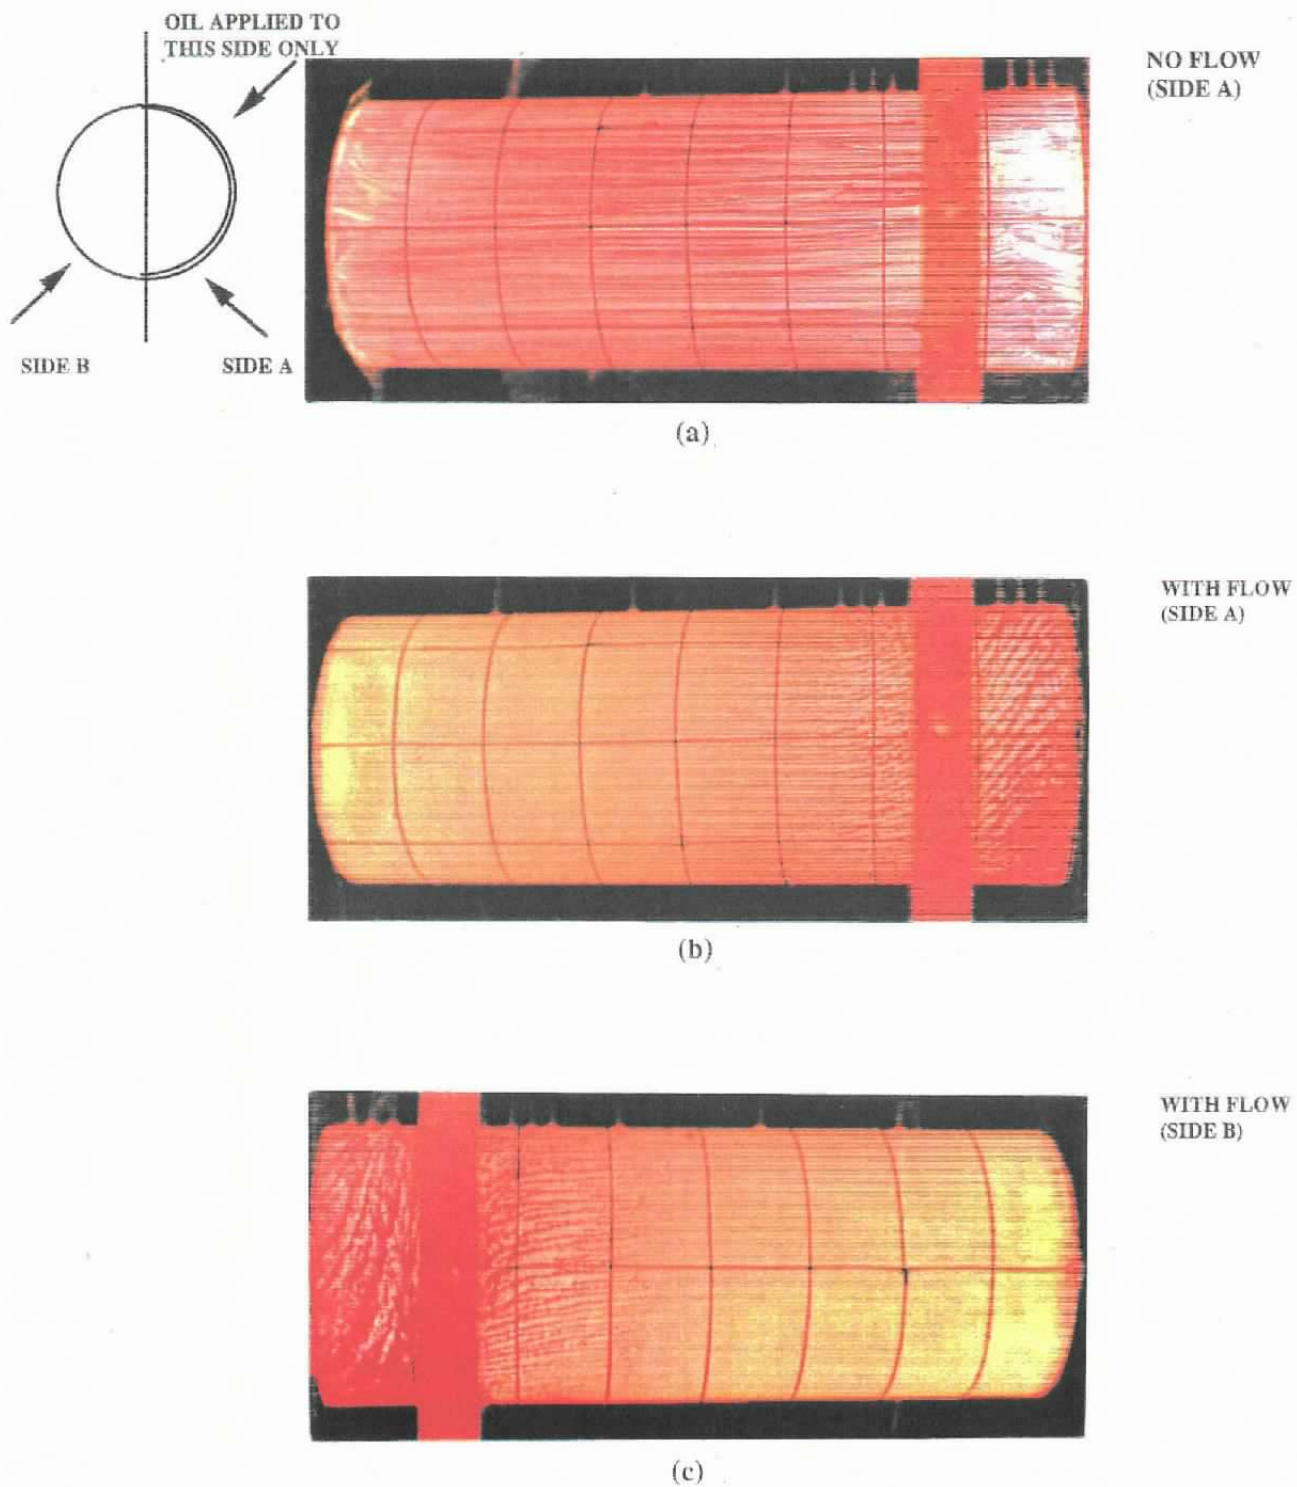 OIL APPLIED TO
THIS SIDE ONLY
SIDE B
SIDE A
NO FLOW
(SIDE A)
(a)
WITH FLOW
(SIDE A)
(b)
WITH FLOW
(SIDE B)
(c)